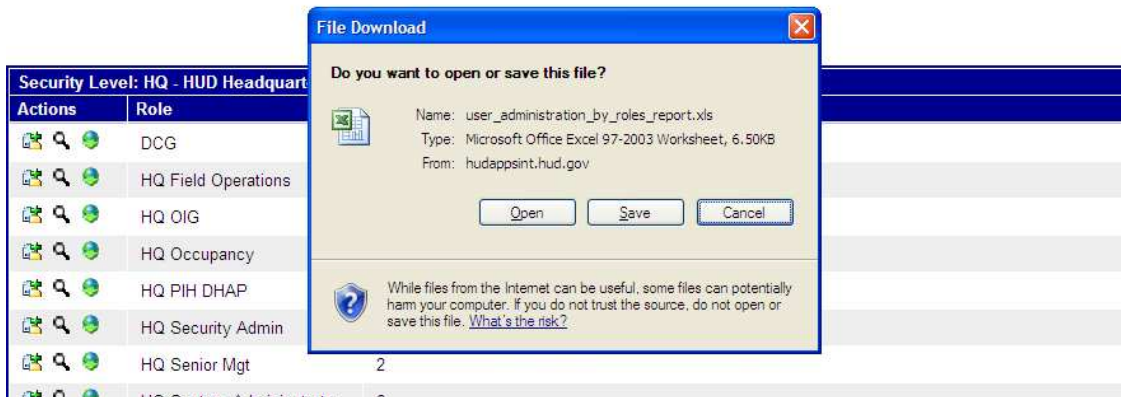 File Download
Do you want to open or save this file?
Name: user_administration_by_roles_report.xls
Type: Microsoft Office Excel 97-2003 Worksheet, 6.50KB
From: hudappsint.hud.gov
Open Save Cancel
While files from the Internet can be useful, some files can potentially
harm your computer. If you do not trust the source, do not open or
save this file. What's the risk?
Security Level: HQ - HUD Headquart
Actions Role
DCG
HQ Field Operations
HQ OIG
HQ Occupancy
HQ PIH DHAP
HQ Security Admin
HQ Senior Mgt 2